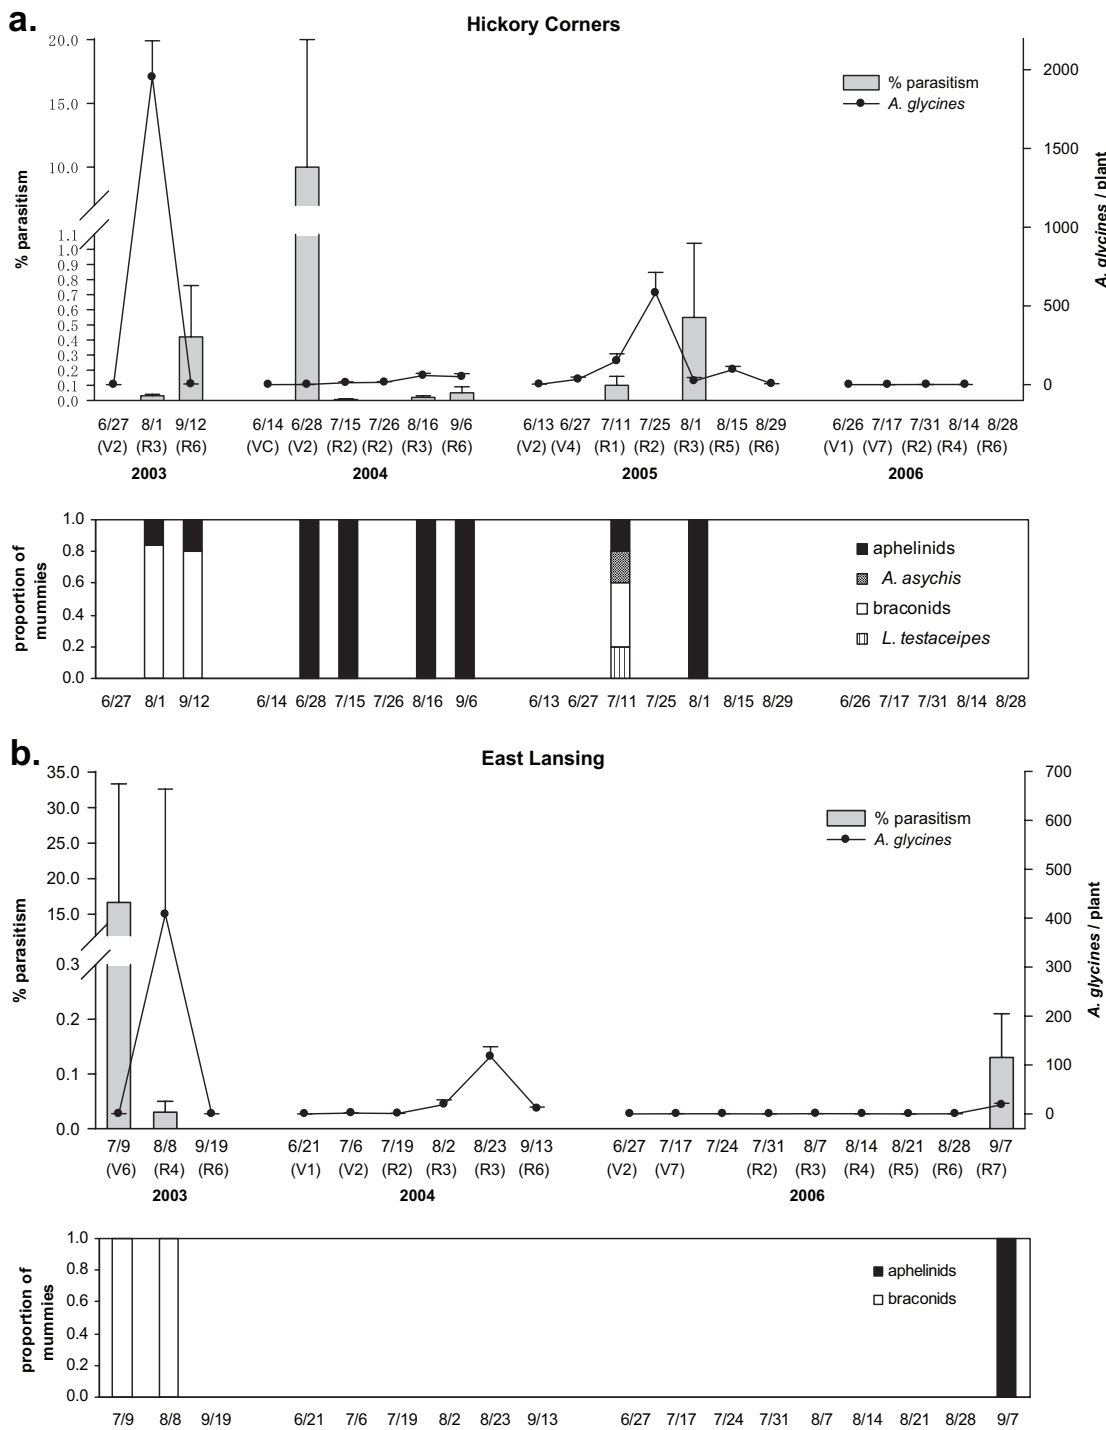 a.
Hickory Corners
20.0
15.0
10.0
1.1
1.0
0.9
0.8
0.7
0.6
0.5
0.4
0.3
0.2
0.1
0.0
% parasitism
% parasitism
A. glycines
2000
1500
1000
500
0
A. glycines / plant
6/27 8/1 9/12 6/14 6/28 7/15 7/26 8/16 9/6 6/13 6/27 7/11 7/25 8/1 8/15 8/29 6/26 7/17 7/31 8/14 8/28
(V2) (R3) (R6) (VC) (V2) (R2) (R2) (R3) (R6) (V2) (V4) (R1) (R2) (R3) (R5) (R6) (V1) (V7) (R2) (R4) (R6)
2003 2004 2005 2006
1.0
0.8
0.6
0.4
0.2
0.0
proportion of
mummies
aphelinids
A. asychis
braconids
L. testaceipes
6/27 8/1 9/12 6/14 6/28 7/15 7/26 8/16 9/6 6/13 6/27 7/11 7/25 8/1 8/15 8/29 6/26 7/17 7/31 8/14 8/28
b.
East Lansing
35.0
30.0
25.0
20.0
15.0
0.3
0.2
0.1
0.0
% parasitism
% parasitism
A. glycines
700
600
500
400
300
200
100
0
A. glycines / plant
7/9 8/8 9/19 6/21 7/6 7/19 8/2 8/23 9/13 6/27 7/17 7/24 7/31 8/7 8/14 8/21 8/28 9/7
(V6) (R4) (R6) (V1) (V2) (R2) (R3) (R3) (R6) (V2) (V7) (R2) (R3) (R4) (R5) (R6) (R7)
2003 2004 2006
1.0
0.8
0.6
0.4
0.2
0.0
proportion of
mummies
aphelinids
braconids
7/9 8/8 9/19 6/21 7/6 7/19 8/2 8/23 9/13 6/27 7/17 7/24 7/31 8/7 8/14 8/21 8/28 9/7